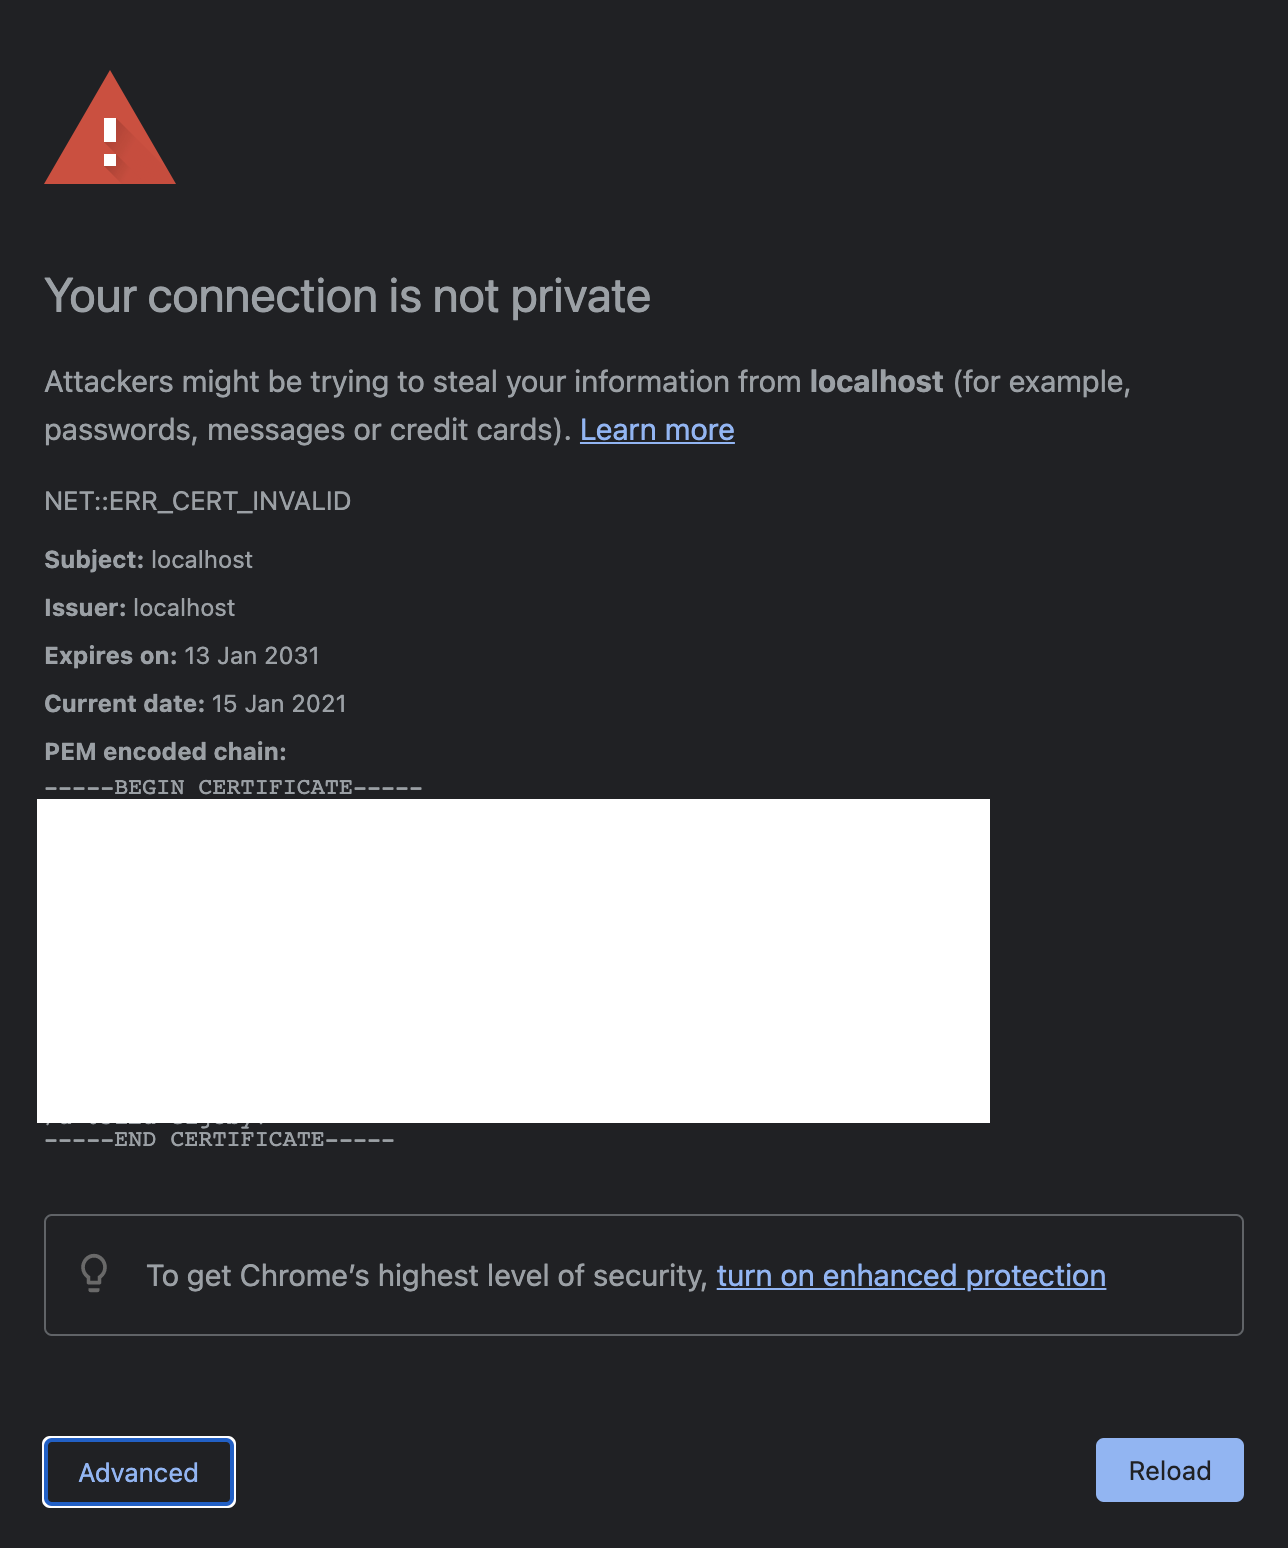 Your connection is not private
Attackers might be trying to steal your information from localhost (for example,
passwords, messages or credit cards). Learn more
NET::ERR_CERT_INVALID
Subject: localhost
Issuer: localhost
Expires on: 13 Jan 2031
Current date: 15 Jan 2021
PEM encoded chain:
-----BEGIN CERTIFICATE-----
-----END CERTIFICATE-----
To get Chrome’s highest level of security, turn on enhanced protection
Advanced
Reload